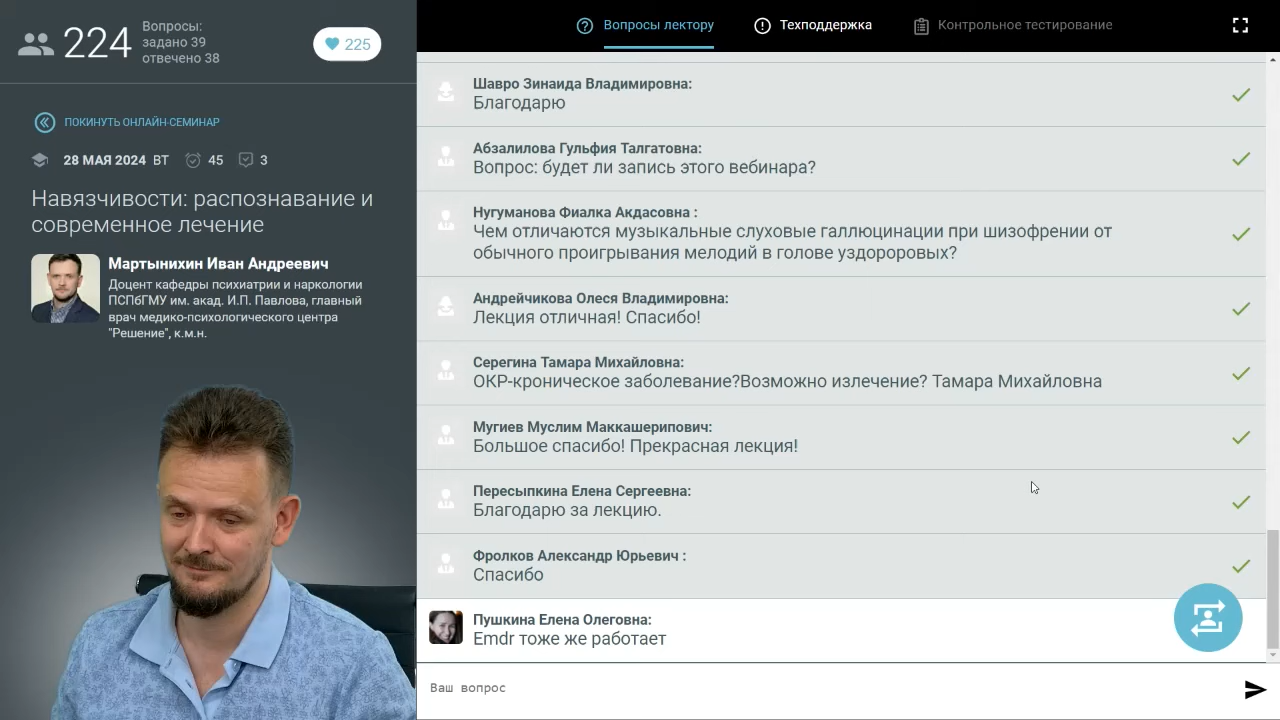 224
Вопросы:
задано 39
отвечено 38
225
ПОКИНУТЬ ОНЛАЙН-СЕМИНАР
28 МАЯ 2024 ВТ 45 3
Навязчивости: распознавание и
современное лечение
Мартынихин Иван Андреевич
Доцент кафедры психиатрии и наркологии
ПСПбГМУ им. акад. И.П. Павлова, главный
врач медико-психологического центра
"Решение", к.м.н.
Вопросы лектору
Техподдержка
Контрольное тестирование
Шавро Зинаида Владимировна:
Благодарю
Абзалилова Гульфия Талгатовна:
Вопрос: будет ли запись этого вебинара?
Нугуманова Фиалка Акдасовна :
Чем отличаются музыкальные слуховые галлюцинации при шизофрении от
обычного проигрывания мелодий в голове уздороровых?
Андрейчикова Олеся Владимировна:
Лекция отличная! Спасибо!
Серегина Тамара Михайловна:
ОКР-кроническое заболевание?Возможно излечение? Тамара Михайловна
Мугиев Муслим Маккашерипович:
Большое спасибо! Прекрасная лекция!
Пересыпкина Елена Сергеевна:
Благодарю за лекцию.
Фролков Александр Юрьевич :
Спасибо
Пушкина Елена Олеговна:
Emdr тоже же работает
Ваш вопрос